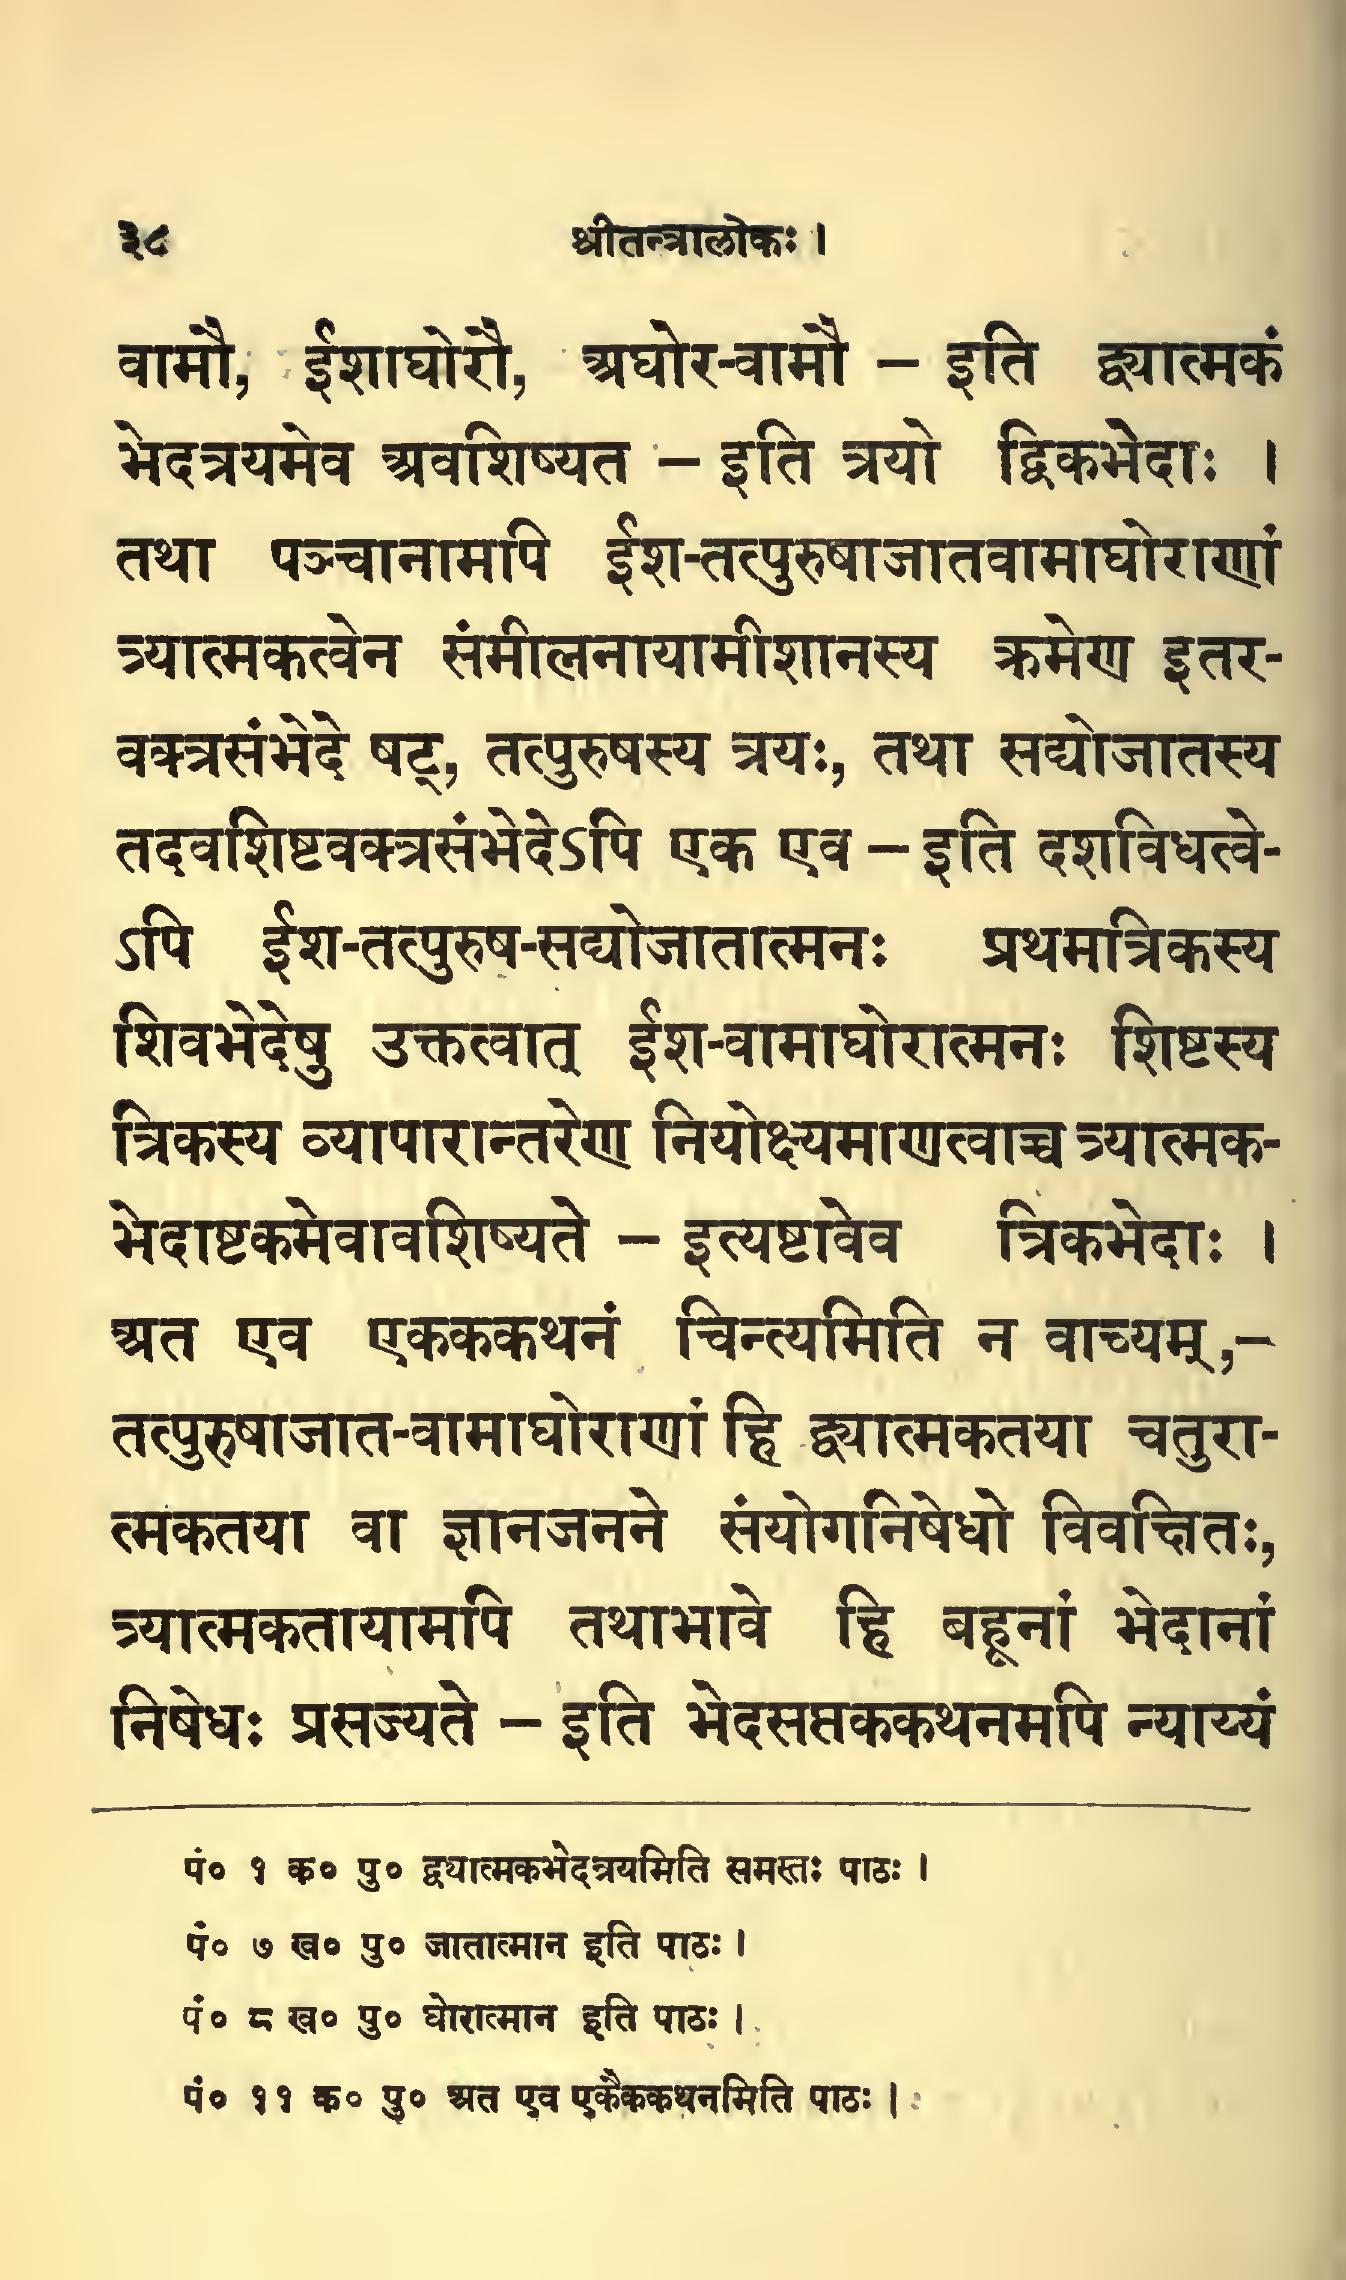 ३८ श्रीतन्त्रालोकः ।
वामौ, ईशाघोरौ, अघोर-वामौ – इति द्व्यात्मकं
भेदत्रयमेव अवशिष्यत – इति त्रयो द्विकभेदाः ।
तथा पञ्चानामपि ईश-तत्पुरुषाजातवामाघोराणां
त्र्यात्मकत्वेन संमीलनायामीशानस्य क्रमेण इतर-
वक्त्रसंभेदे षट्, तत्पुरुषस्य त्रयः, तथा सद्योजातस्य
तदवशिष्टवक्त्रसंभेदेऽपि एक एव – इति दशविधत्वे-
ऽपि ईश-तत्पुरुष-सद्योजातात्मनः प्रथमत्रिकस्य
शिवभेदेषु उक्तत्वात् ईश-वामाघोरात्मनः शिष्टस्य
त्रिकस्य व्यापारान्तरेण नियोक्ष्यमाणत्वाच्च त्र्यात्मक-
भेदाष्टकमेवावशिष्यते – इत्यष्टावेव त्रिकभेदाः ।
अत एव एकककथनं चिन्त्यमिति न वाच्यम्,–
तत्पुरुषाजात-वामाघोराणां हि द्व्यात्मकतया चतुरा-
त्मकतया वा ज्ञानजनने संयोगनिषेधो विवक्षितः,
त्र्यात्मकतायामपि तथाभावे हि बहूनां भेदानां
निषेधः प्रसज्यते – इति भेदसप्तककथनमपि न्याय्यं
पं० १ क० पु० द्व्यात्मकभेदत्रयमिति समस्तः पाठः ।
पं० ७ ख० पु० जातात्मान इति पाठः ।
पं० ८ ख० पु० घोरात्मान इति पाठः ।
पं० ११ क० पु० अत एव एकैककथनमिति पाठः ।